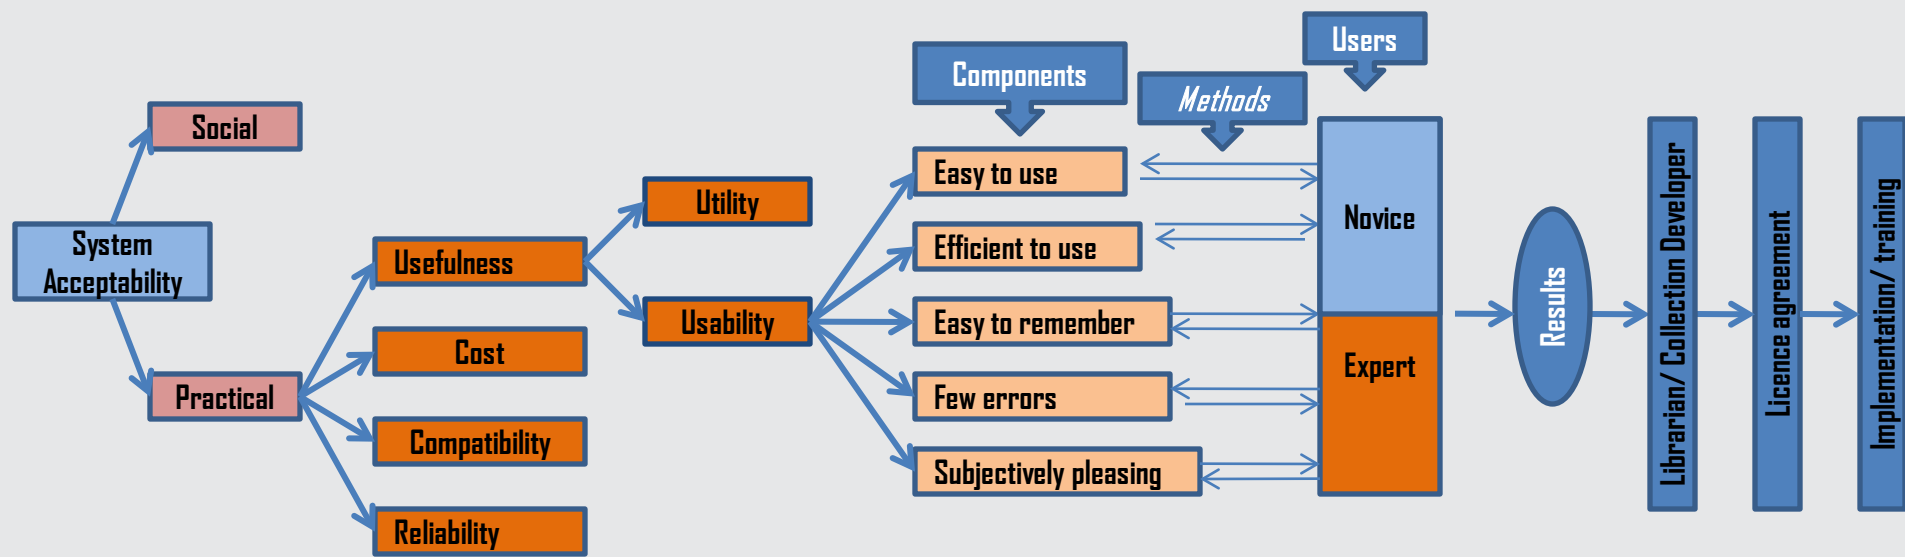 Social
System
Acceptability
Practical
Usefulness
Cost
Compatibility
Reliability
Utility
Usability
Components
Methods
Users
Easy to use
Efficient to use
Easy to remember
Few errors
Subjectively pleasing
Novice
Expert
Results
Librarian/ Collection Developer
Licence agreement
Implementation/ training